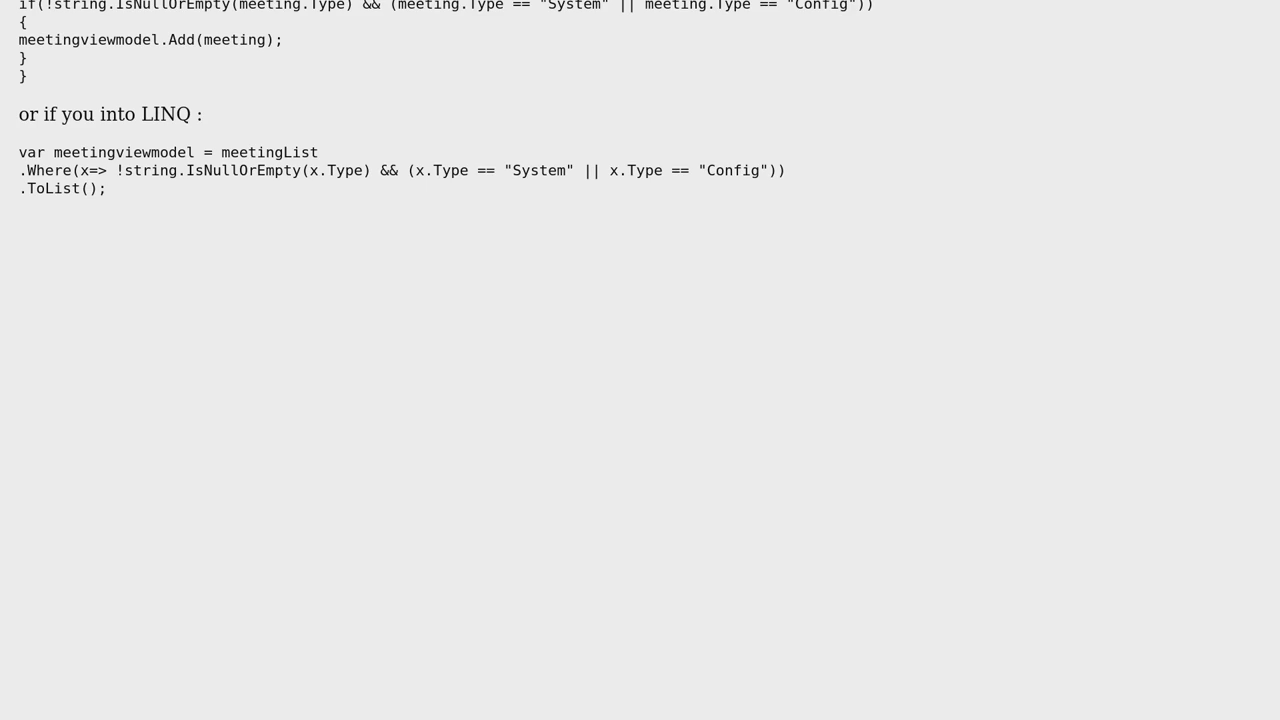 if(!string.IsNullOrEmpty(meeting.Type) && (meeting.Type == "System" || meeting.Type == "Config"))
{
meetingviewmodel.Add(meeting);
}
}
or if you into LINQ :
var meetingviewmodel = meetingList
.Where(x=> !string.IsNullOrEmpty(x.Type) && (x.Type == "System" || x.Type == "Config"))
.ToList();